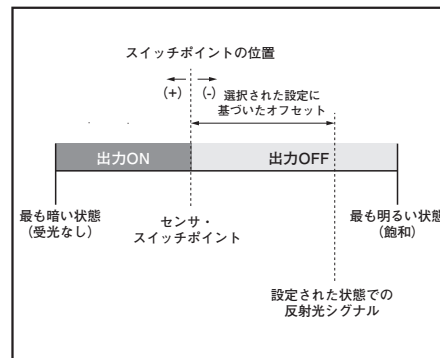 スイッチポイントの位置
(+)
(-)
選択された設定に
基づいたオフセット
出力ON
出力OFF
最も暗い状態
(受光なし)
センサ・
スイッチポイント
最も明るい状態
(飽和)
設定された状態での
反射光シグナル